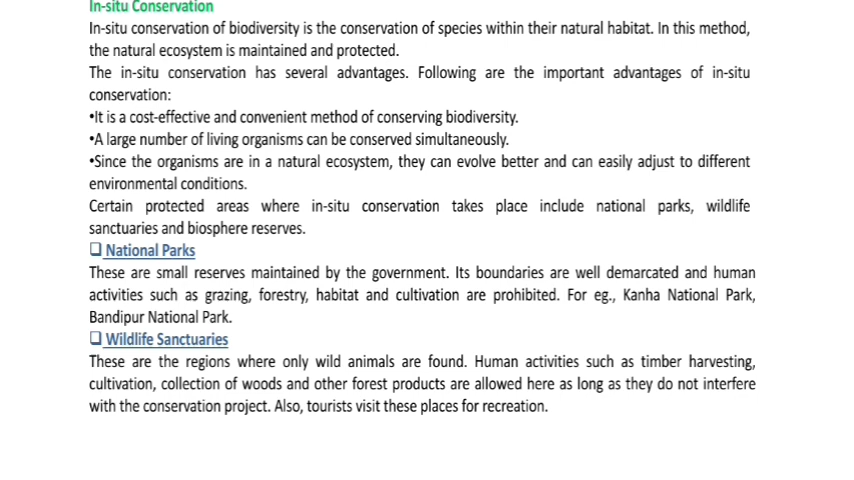 In-situ Conservation
In-situ conservation of biodiversity is the conservation of species within their natural habitat. In this method,
the natural ecosystem is maintained and protected.
The in-situ conservation has several advantages. Following are the important advantages of in-situ
conservation:
•It is a cost-effective and convenient method of conserving biodiversity.
•A large number of living organisms can be conserved simultaneously.
•Since the organisms are in a natural ecosystem, they can evolve better and can easily adjust to different
environmental conditions.
Certain protected areas where in-situ conservation takes place include national parks, wildlife
sanctuaries and biosphere reserves.
❑ National Parks
These are small reserves maintained by the government. Its boundaries are well demarcated and human
activities such as grazing, forestry, habitat and cultivation are prohibited. For eg., Kanha National Park,
Bandipur National Park.
❑ Wildlife Sanctuaries
These are the regions where only wild animals are found. Human activities such as timber harvesting,
cultivation, collection of woods and other forest products are allowed here as long as they do not interfere
with the conservation project. Also, tourists visit these places for recreation.